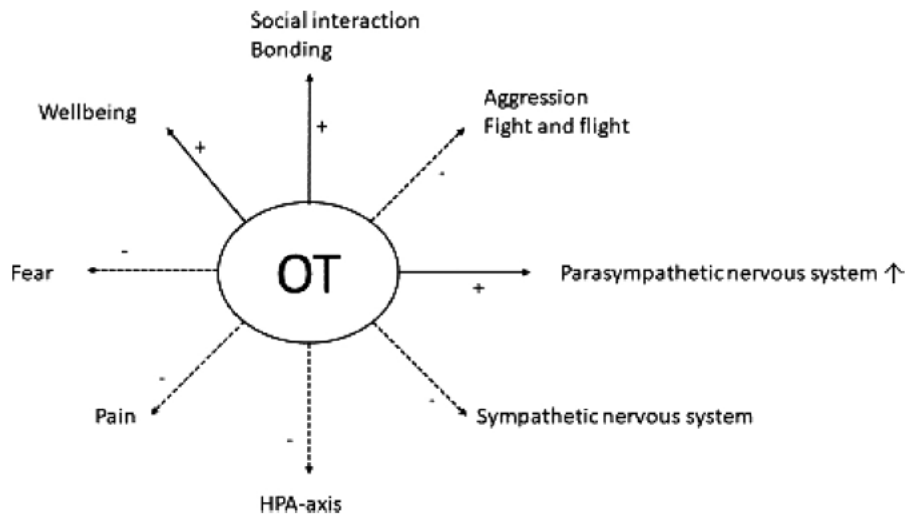 Social interaction
Bonding
Wellbeing
Aggression
Fight and flight
+
+
-
Fear
-
OT
+
Parasympathetic nervous system ↑
-
Pain
-
Sympathetic nervous system
-
HPA-axis